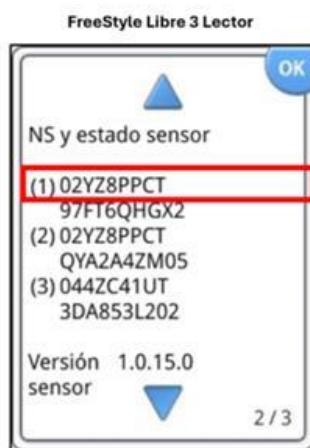 FreeStyle Libre 3 Lector
OK
NS y estado sensor
(1) 02YZ8PPCT
97FT6QHGX2
(2) 02YZ8PPCT
QYA2A4ZM05
(3) 044ZC41UT
3DA853L202
Versión 1.0.15.0
sensor
2 / 3